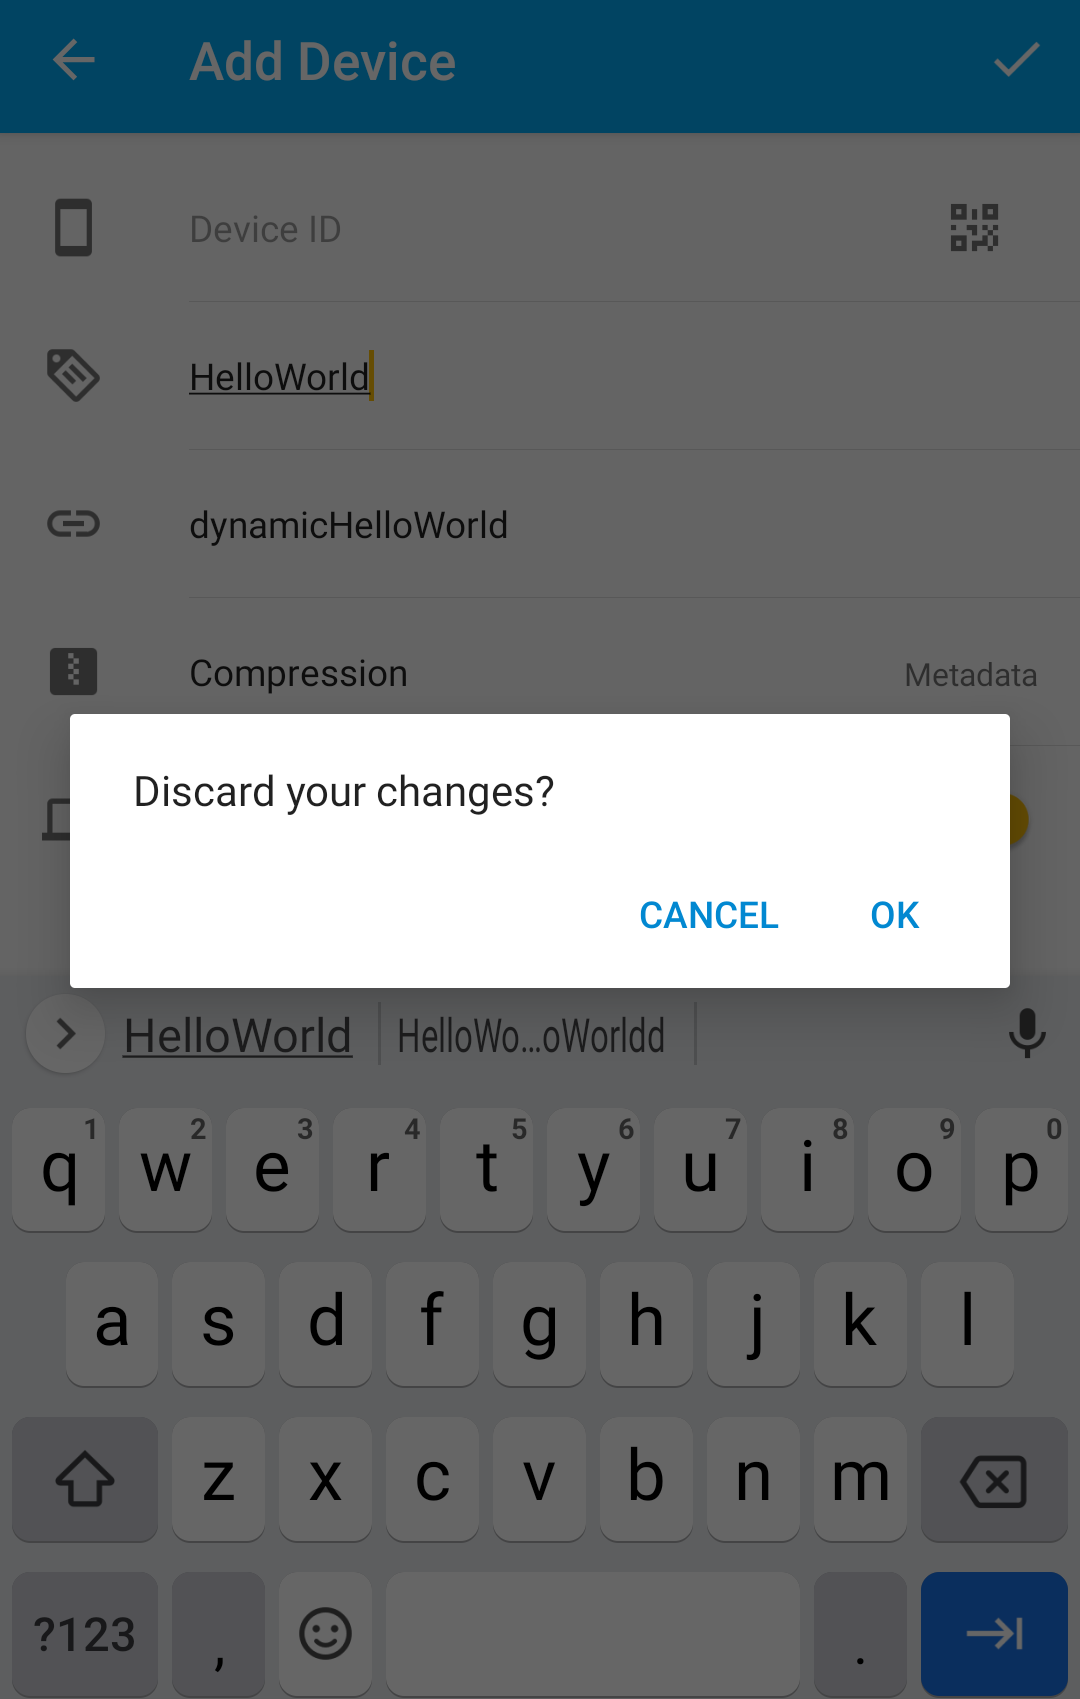 Add Device
Device ID
HelloWorld
dynamicHelloWorld
Compression Metadata
Discard your changes?
CANCEL OK
HelloWorld HelloWo...oWorldd
1 2 3 4 5 6 7 8 9 0
q w e r t y u i o p
a s d f g h j k l
z x c v b n m
?123 , .